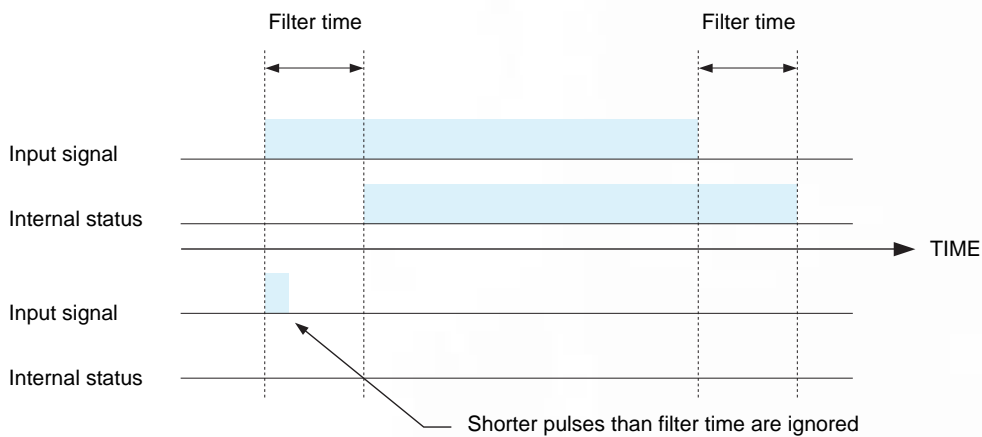 Filter time
Filter time
Input signal
Internal status
TIME
Input signal
Internal status
Shorter pulses than filter time are ignored